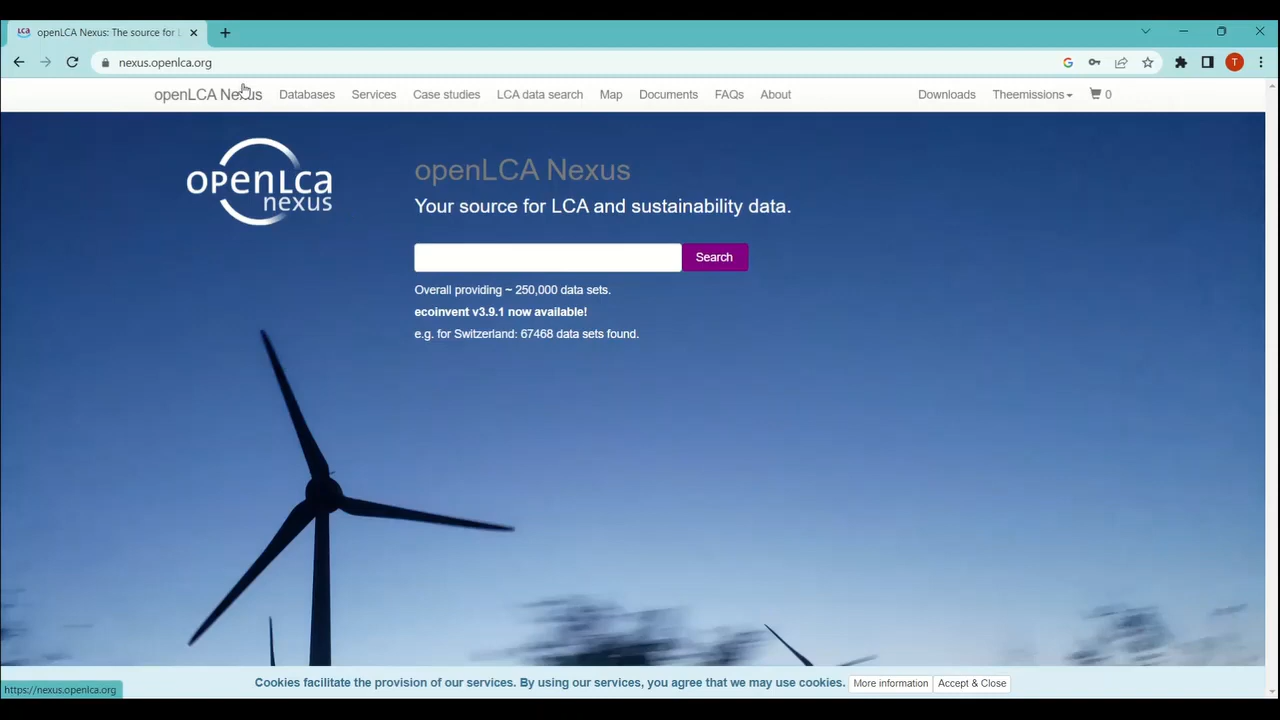 LCA openLCA Nexus: The source for L
nexus.openlca.org
T
openLCA Nexus Databases Services Case studies LCA data search Map Documents FAQs About Downloads Theemissions 0
openLca
nexus
openLCA Nexus
Your source for LCA and sustainability data.
Search
Overall providing ~ 250,000 data sets.
ecoinvent v3.9.1 now available!
e.g. for Switzerland: 67468 data sets found.
Cookies facilitate the provision of our services. By using our services, you agree that we may use cookies. More information Accept & Close
https://nexus.openlca.org